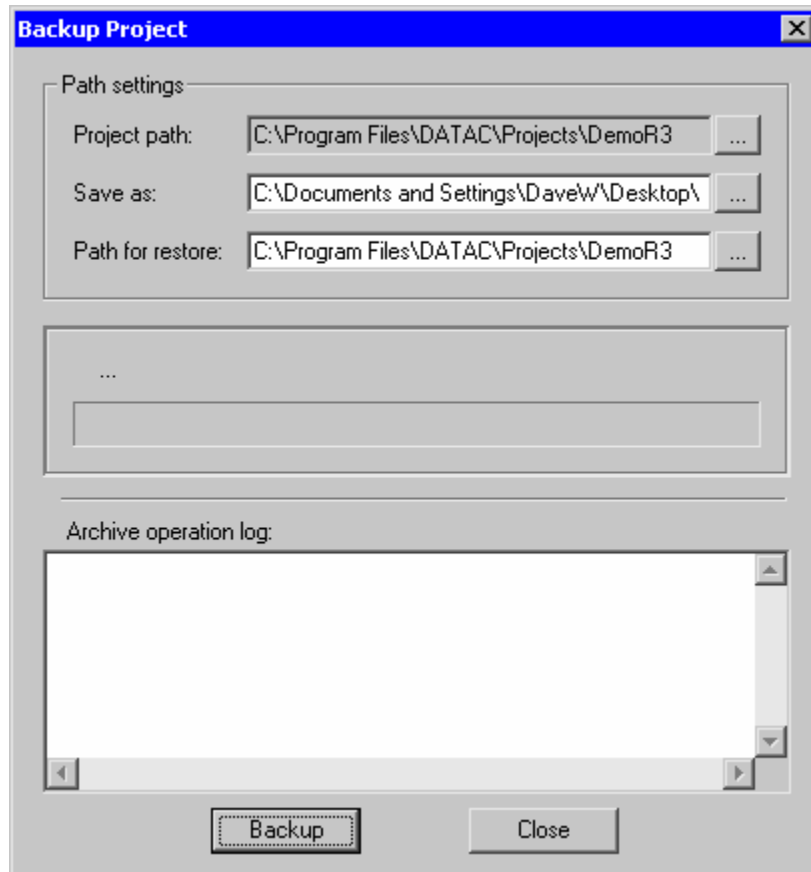 Backup Project
Path settings
Project path: C:\Program Files\DATAC\Projects\DemoR3 ...
Save as: C:\Documents and Settings\DaveW\Desktop\ ...
Path for restore: C:\Program Files\DATAC\Projects\DemoR3 ...
...
Archive operation log:
Backup Close